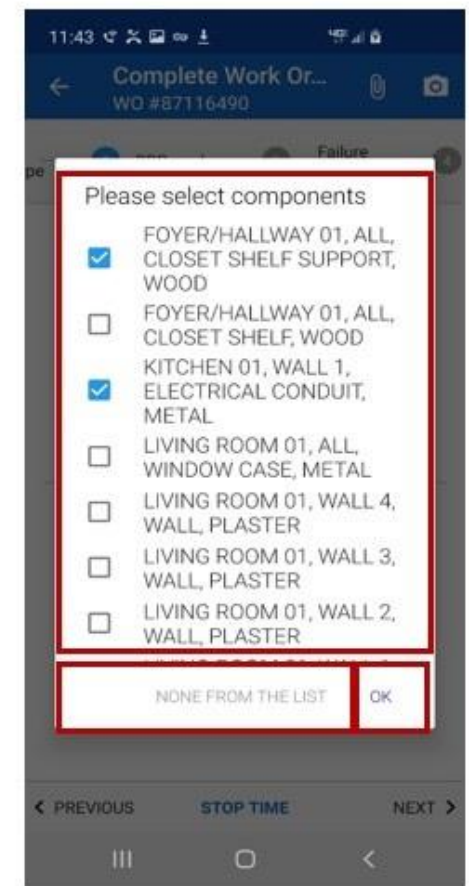 11:43
Complete Work Or...
WO #87116490
Failure
pe
Please select components
FOYER/HALLWAY 01, ALL,
CLOSET SHELF SUPPORT,
WOOD
FOYER/HALLWAY 01, ALL,
CLOSET SHELF, WOOD
KITCHEN 01, WALL 1,
ELECTRICAL CONDUIT,
METAL
LIVING ROOM 01, ALL,
WINDOW CASE, METAL
LIVING ROOM 01, WALL 4,
WALL, PLASTER
LIVING ROOM 01, WALL 3,
WALL, PLASTER
LIVING ROOM 01, WALL 2,
WALL, PLASTER
NONE FROM THE LIST OK
PREVIOUS STOP TIME NEXT